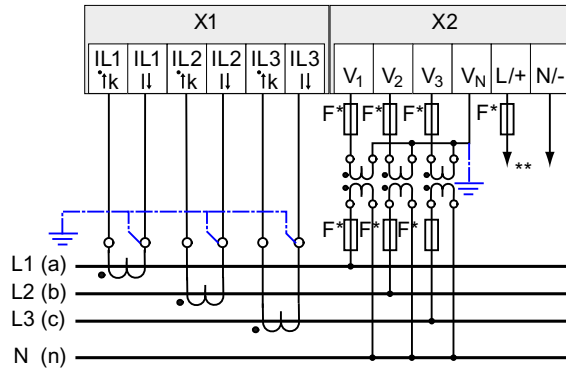 X1 X2
IL1 IL1 IL2 IL2 IL3 IL3
k l k l k l
V1 V2 V3 VN L/+ N/-
F* F* F* F*
**
F* F* F*
L1 (a)
L2 (b)
L3 (c)
N (n)